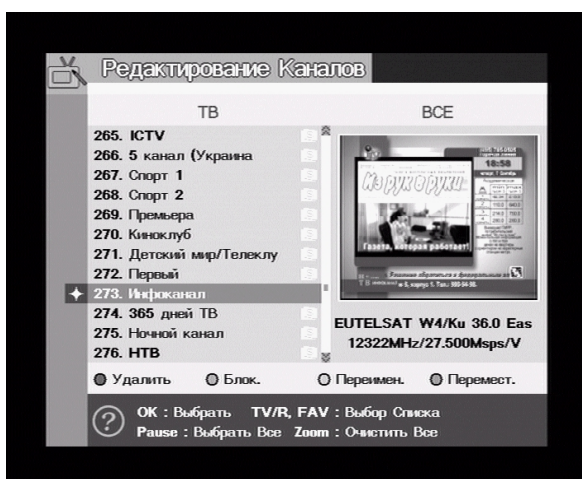 Редактирование Каналов
ТВ
ВСЕ
265. ICTV
266. 5 канал (Украина
267. Спорт 1
268. Спорт 2
269. Премьера
270. Киноклуб
271. Детский мир/Телеклу
272. Первый
273. Инфоканал
274. 365 дней ТВ
275. Ночной канал
276. НТВ
18:58
Из рук в руки
Газета, которая работает!
EUTELSAT W4/Ku 36.0 Eas
12322MHz/27.500Msps/V
Удалить Блок. Переимен. Перемест.
OK : Выбрать TV/R, FAV : Выбор Списка
Pause : Выбрать Все Zoom : Очистить Все